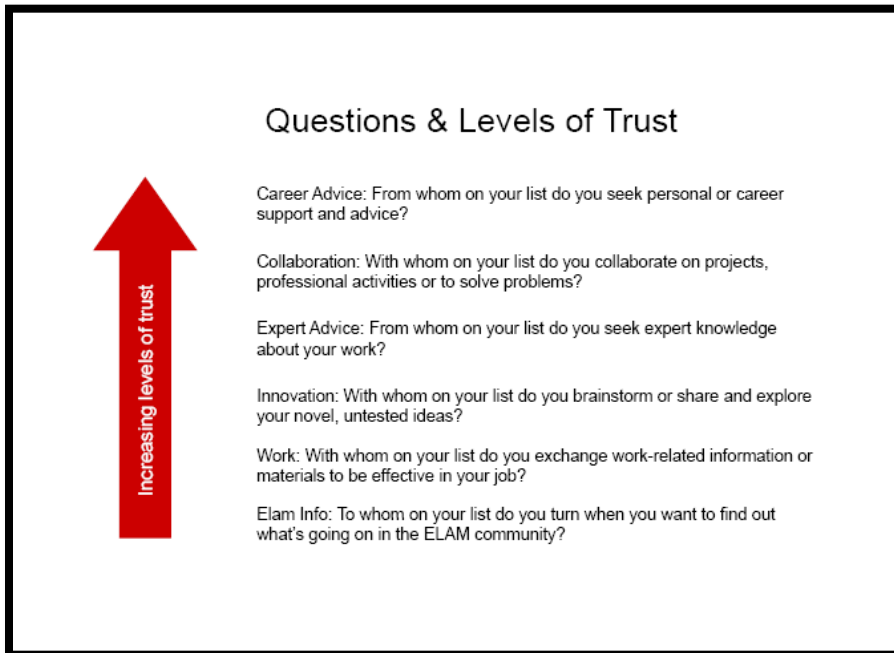 Questions & Levels of Trust
Career Advice: From whom on your list do you seek personal or career
support and advice?
Collaboration: With whom on your list do you collaborate on projects,
professional activities or to solve problems?
Expert Advice: From whom on your list do you seek expert knowledge
about your work?
Innovation: With whom on your list do you brainstorm or share and explore
your novel, untested ideas?
Work: With whom on your list do you exchange work-related information or
materials to be effective in your job?
Elam Info: To whom on your list do you turn when you want to find out
what's going on in the ELAM community?
Increasing levels of trust